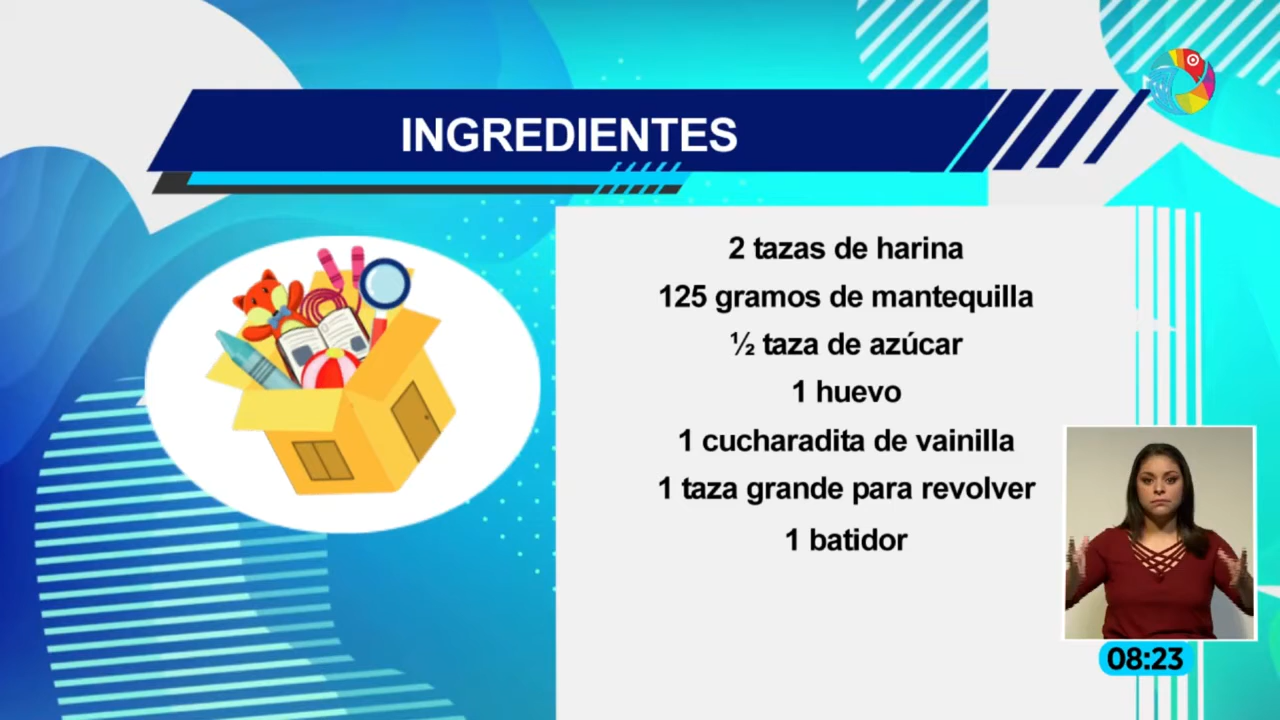 INGREDIENTES
2 tazas de harina
125 gramos de mantequilla
½ taza de azúcar
1 huevo
1 cucharadita de vainilla
1 taza grande para revolver
1 batidor
08:23